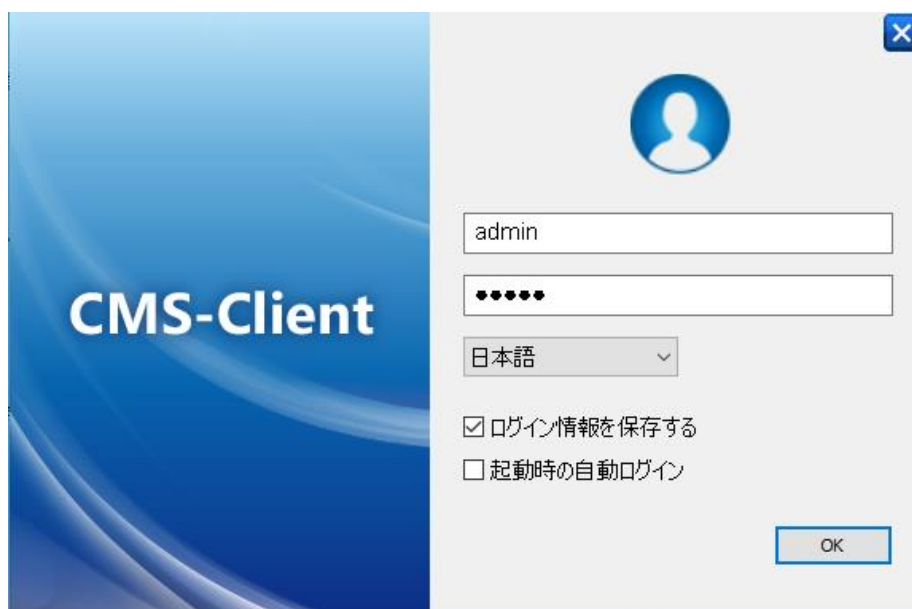 CMS-Client
admin
●●●●●
日本語
ログイン情報を保存する
起動時の自動ログイン
OK